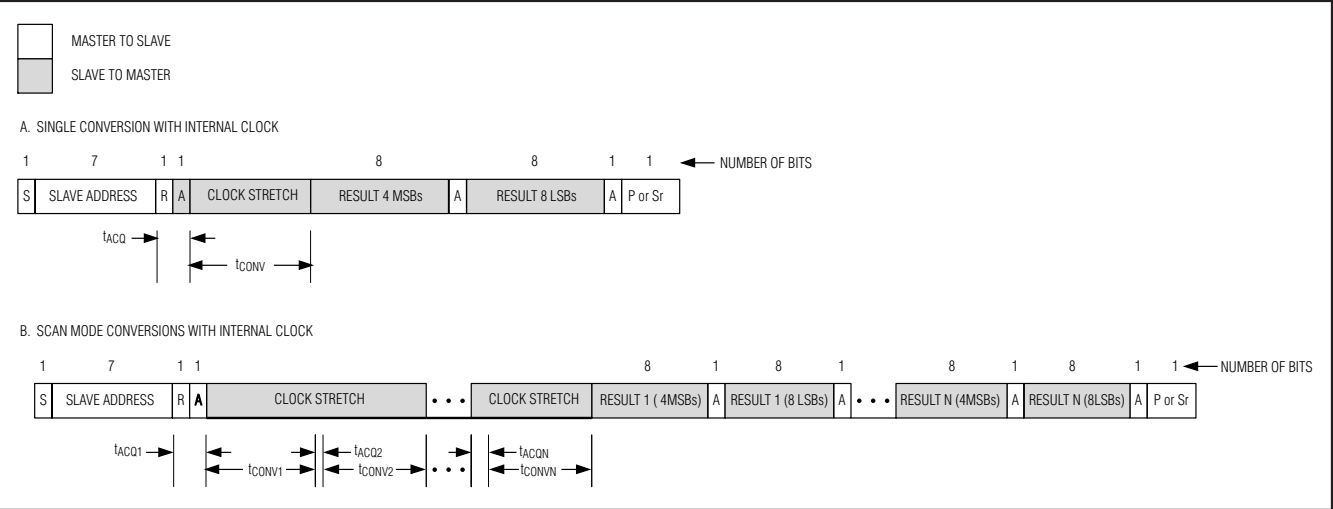 MASTER TO SLAVE
SLAVE TO MASTER
A. SINGLE CONVERSION WITH INTERNAL CLOCK
1 7 1 1 8 8 1 1 NUMBER OF BITS
S SLAVE ADDRESS R A CLOCK STRETCH RESULT 4 MSBs A RESULT 8 LSBs A P or Sr
tACQ
tCONV
B. SCAN MODE CONVERSIONS WITH INTERNAL CLOCK
1 7 1 1 8 1 8 1 8 1 8 1 1 NUMBER OF BITS
S SLAVE ADDRESS R A CLOCK STRETCH • • • CLOCK STRETCH RESULT 1 ( 4MSBs) A RESULT 1 (8 LSBs) A • • • RESULT N (4MSBs) A RESULT N (8LSBs) A P or Sr
tACQ1 tACQ2 tACQN
tCONV1 tCONV2 • • • tCONVN